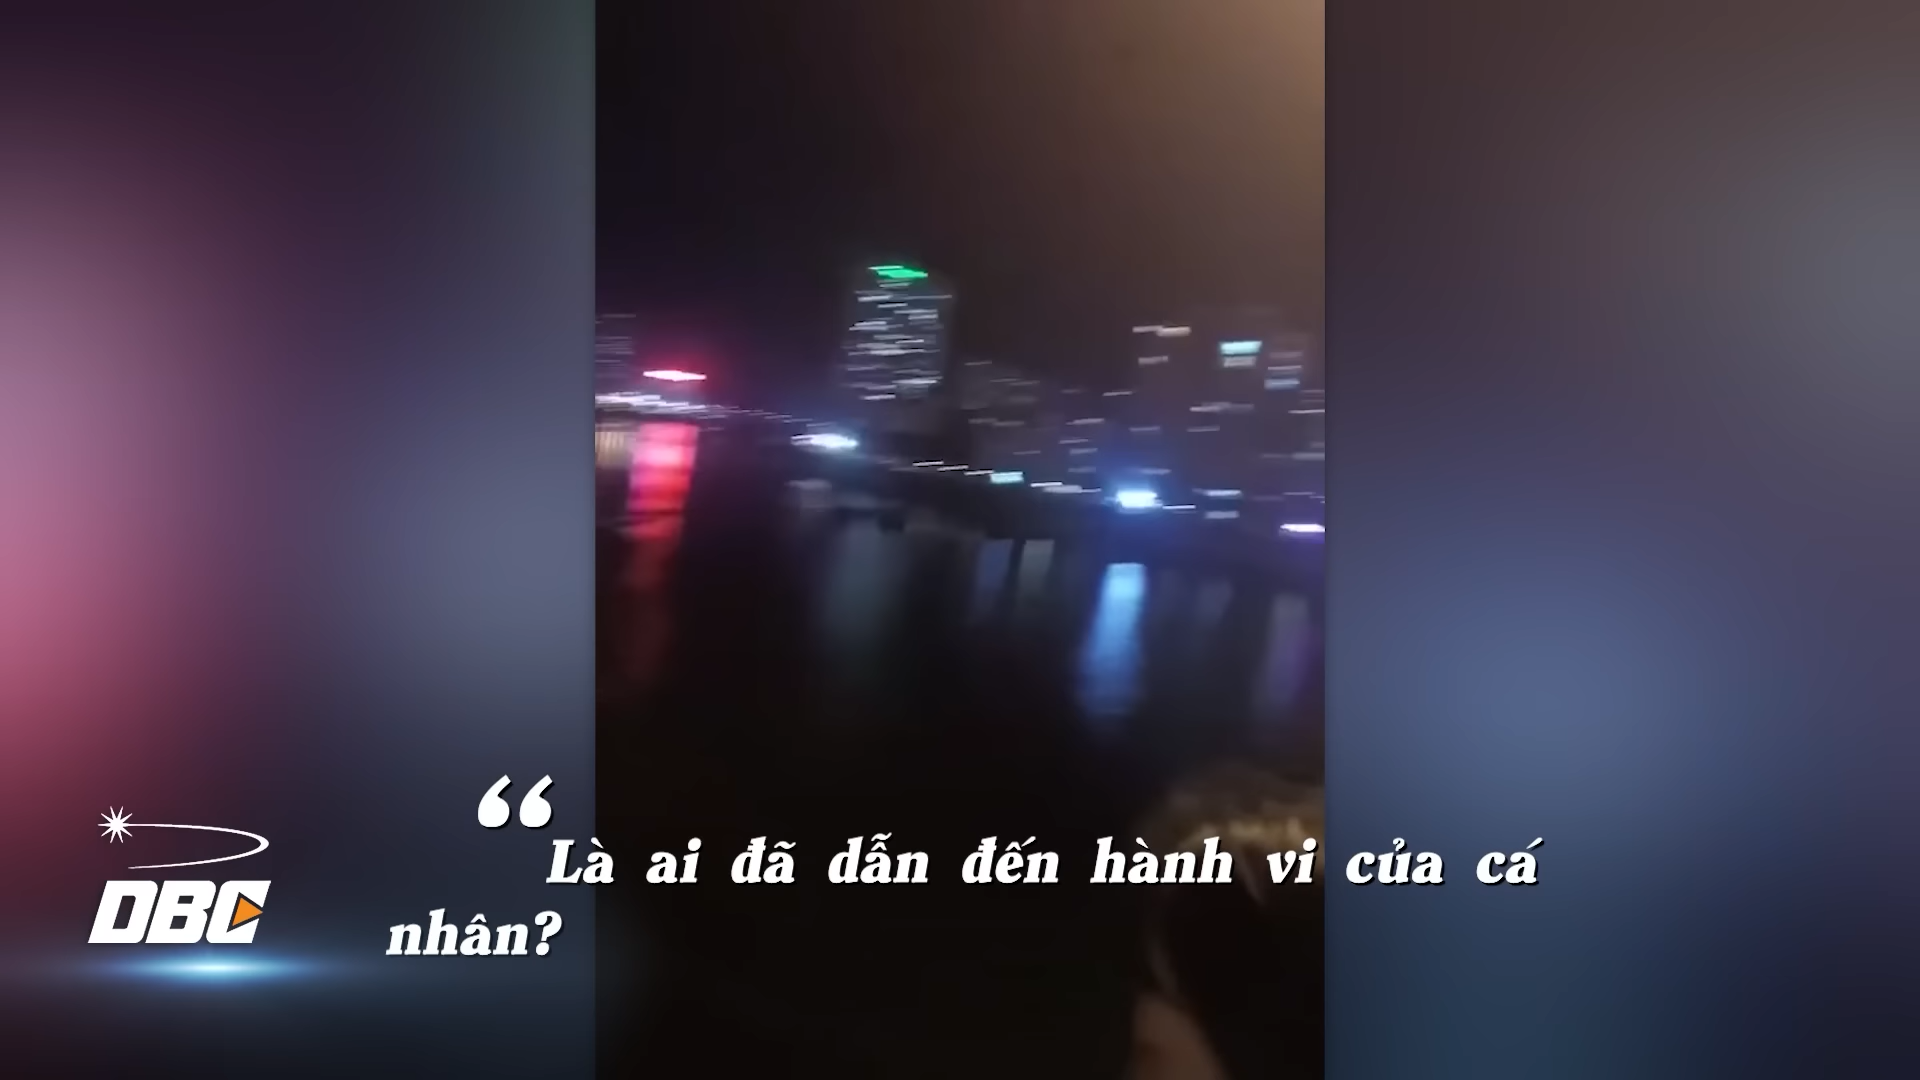 “Là ai đã dẫn đến hành vi của cá
nhân?
DBC